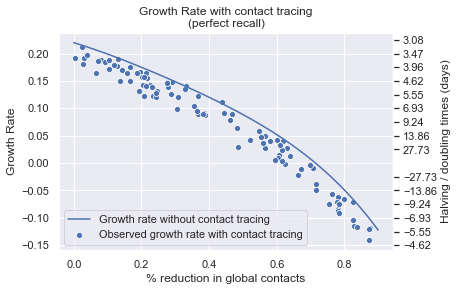 Growth Rate with contact tracing
(perfect recall)
Growth Rate
0.20
0.15
0.10
0.05
0.00
−0.05
−0.10
−0.15
3.08
3.47
3.96
4.62
5.55
6.93
9.24
13.86
27.73
−27.73
−13.86
−9.24
−6.93
−5.55
−4.62
Halving / doubling times (days)
Growth rate without contact tracing
Observed growth rate with contact tracing
0.0 0.2 0.4 0.6 0.8
% reduction in global contacts